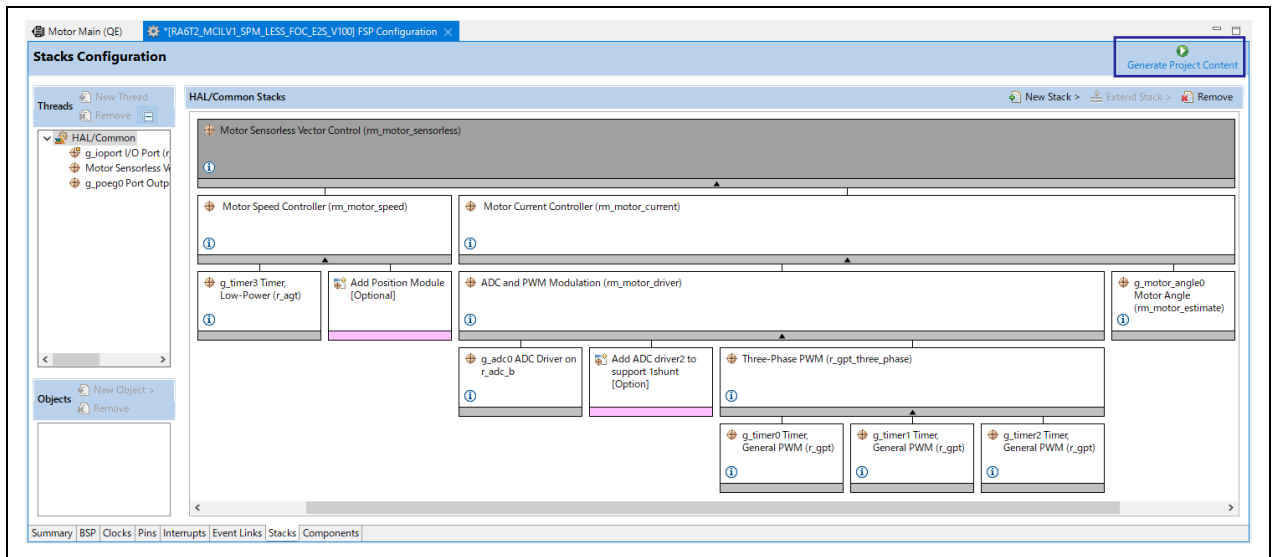 Motor Main (QE)
*[RA6T2_MCILV1_SPM_LESS_FOC_E2S_V100] FSP Configuration
Stacks Configuration
Generate Project Content
Threads
New Thread
Remove
HAL/Common
g_ioport I/O Port (r
Motor Sensorless Ve
g_poeg0 Port Outp
Objects
New Object >
Remove
HAL/Common Stacks
New Stack >
Extend Stack >
Remove
Motor Sensorless Vector Control (rm_motor_sensorless)
Motor Speed Controller (rm_motor_speed)
Motor Current Controller (rm_motor_current)
g_timer3 Timer,
Low-Power (r_agt)
Add Position Module
[Optional]
ADC and PWM Modulation (rm_motor_driver)
g_motor_angle0
Motor Angle
(rm_motor_estimate)
g_adc0 ADC Driver on
r_adc_b
Add ADC driver2 to
support 1shunt
[Option]
Three-Phase PWM (r_gpt_three_phase)
g_timer0 Timer,
General PWM (r_gpt)
g_timer1 Timer,
General PWM (r_gpt)
g_timer2 Timer,
General PWM (r_gpt)
Summary BSP Clocks Pins Interrupts Event Links Stacks Components